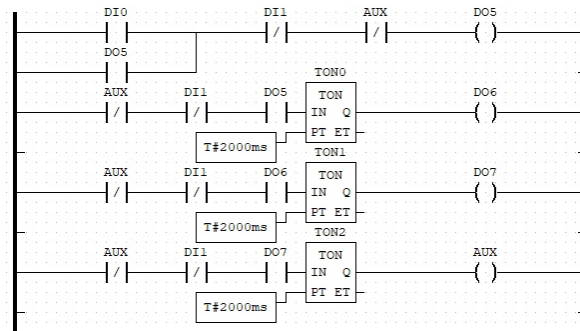 DI0 DI1 AUX DO5
DO5
TON0
AUX DI1 DO5 TON DO6
IN Q
PT ET
T#2000ms
TON1
AUX DI1 DO6 TON DO7
IN Q
PT ET
T#2000ms
TON2
AUX DI1 DO7 TON AUX
IN Q
PT ET
T#2000ms